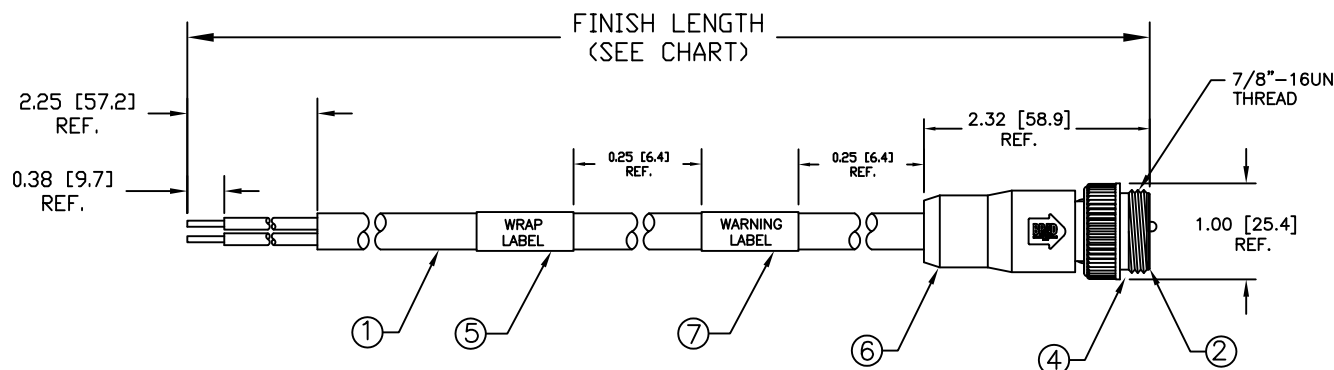 FINISH LENGTH
(SEE CHART)
2.25 [57.2]
REF.
7/8"-16UN
THREAD
2.32 [58.9]
REF.
0.25 [6.4]
REF.
0.25 [6.4]
REF.
0.38 [9.7]
REF.
WRAP
LABEL
WARNING
LABEL
1.00 [25.4]
REF.
1
5
7
6
4
2